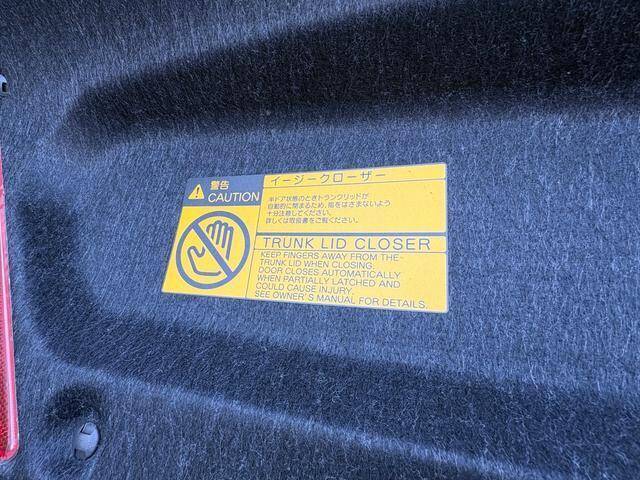 警告
CAUTION
イージークローザー
半ドア状態のときトランクリッドが
自動的に閉まるため、指をはさまないよう
十分注意してください。
詳しくは取扱書をご覧ください。
TRUNK LID CLOSER
KEEP FINGERS AWAY FROM THE
TRUNK LID WHEN CLOSING.
DOOR CLOSES AUTOMATICALLY
WHEN PARTIALLY LATCHED AND
COULD CAUSE INJURY.
SEE OWNER'S MANUAL FOR DETAILS.